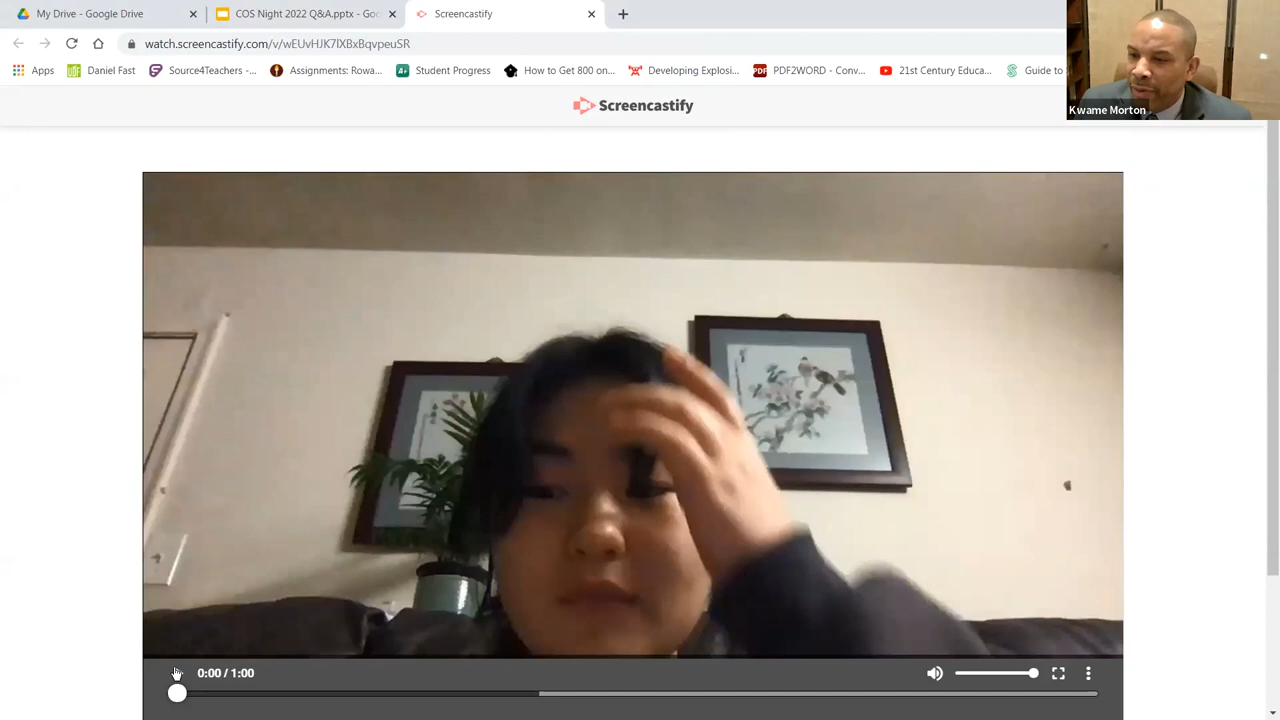 My Drive - Google Drive
COS Night 2022 Q&A.pptx - Goo
Screencastify
watch.screencastify.com/v/wEUvHJK7lXBxBqvpeuSR
Apps
Daniel Fast
Source4Teachers -...
Assignments: Rowa...
Student Progress
How to Get 800 on...
Developing Explosi...
PDF
PDF2WORD - Conv...
21st Century Educa...
Guide to
Kwame Morton
Screencastify
0:00 / 1:00